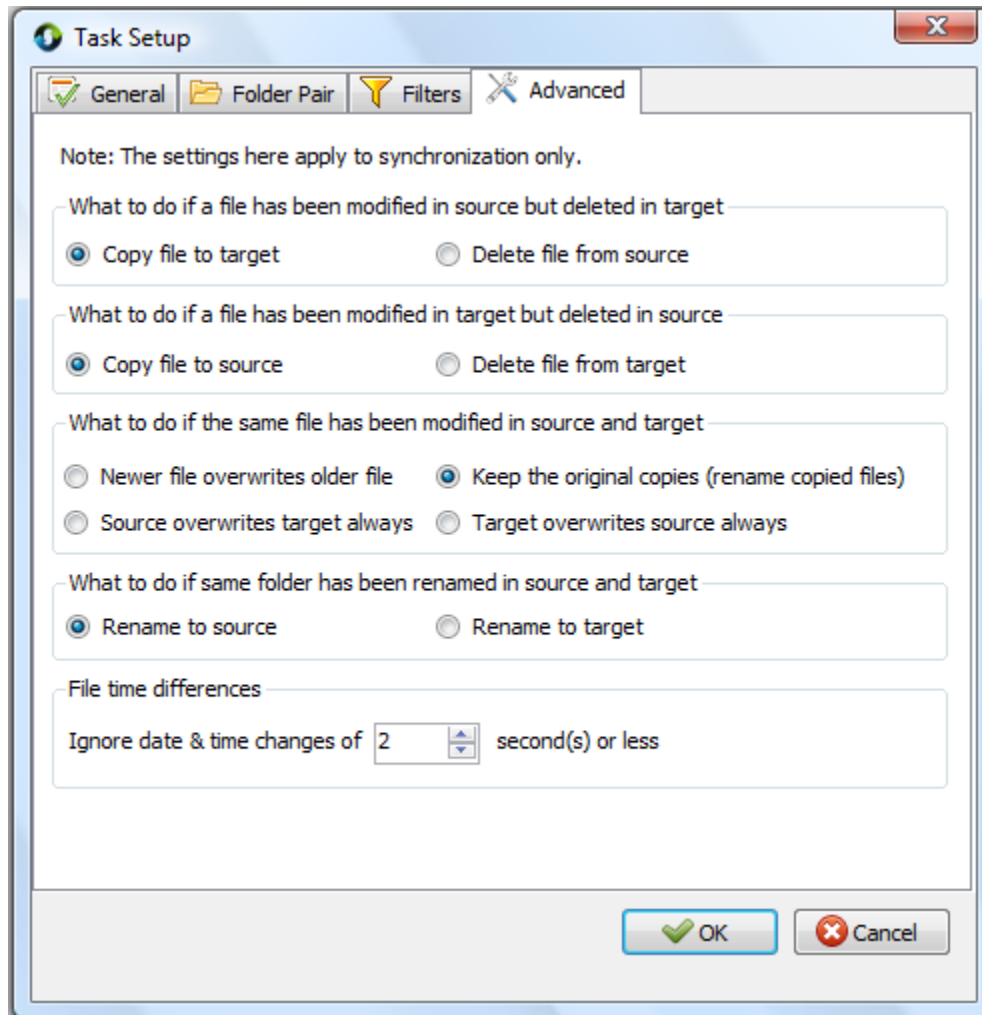 Task Setup
General Folder Pair Filters Advanced
Note: The settings here apply to synchronization only.
What to do if a file has been modified in source but deleted in target
Copy file to target Delete file from source
What to do if a file has been modified in target but deleted in source
Copy file to source Delete file from target
What to do if the same file has been modified in source and target
Newer file overwrites older file Keep the original copies (rename copied files)
Source overwrites target always Target overwrites source always
What to do if same folder has been renamed in source and target
Rename to source Rename to target
File time differences
Ignore date & time changes of 2 second(s) or less
OK Cancel